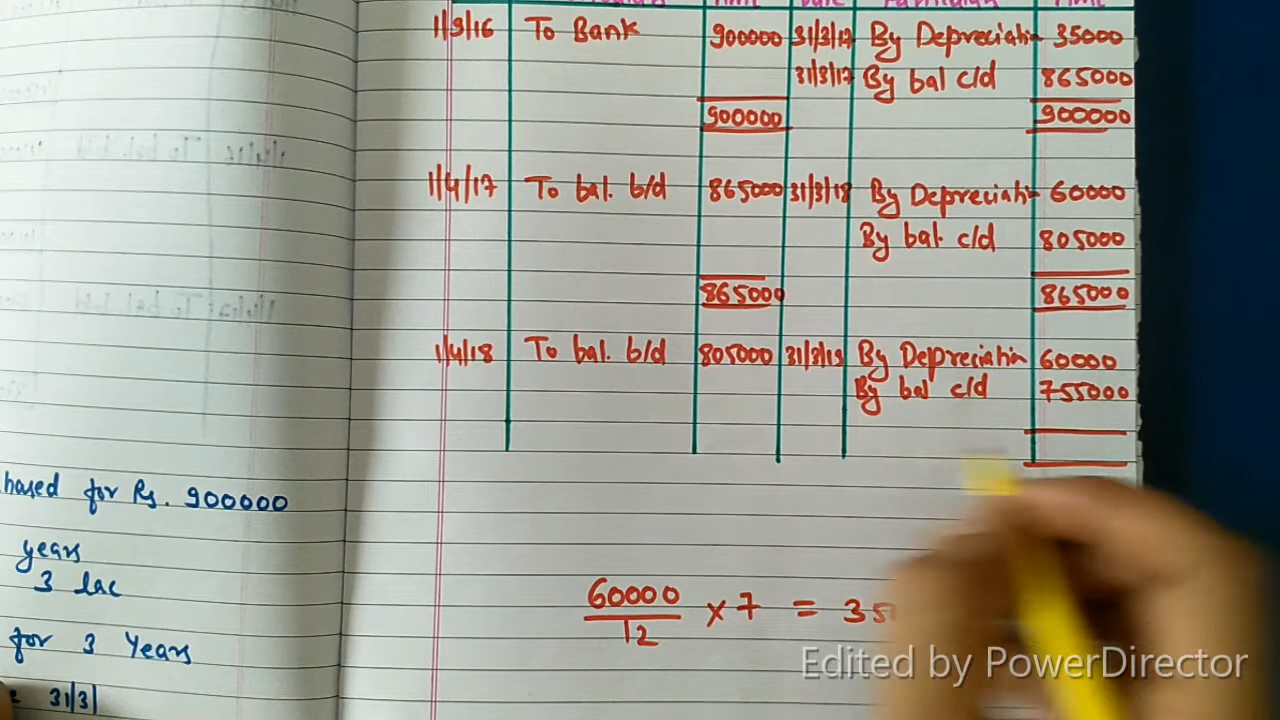 1/9/16 To Bank 900000 31/3/17 By Depreciatin 35000
31/3/17 By bal c/d 865000
900000 900000
1/4/17 To bal. b/d 865000 31/3/18 By Depreciatin 60000
By bal. c/d 805000
865000 865000
1/4/18 To bal. b/d 805000 31/3/19 By Depreciatin 60000
By bal c/d 755000
hased for Rs. 900000
years
3 lac
for 3 Years
31/3/
60000/12 × 7 = 35
Edited by PowerDirector